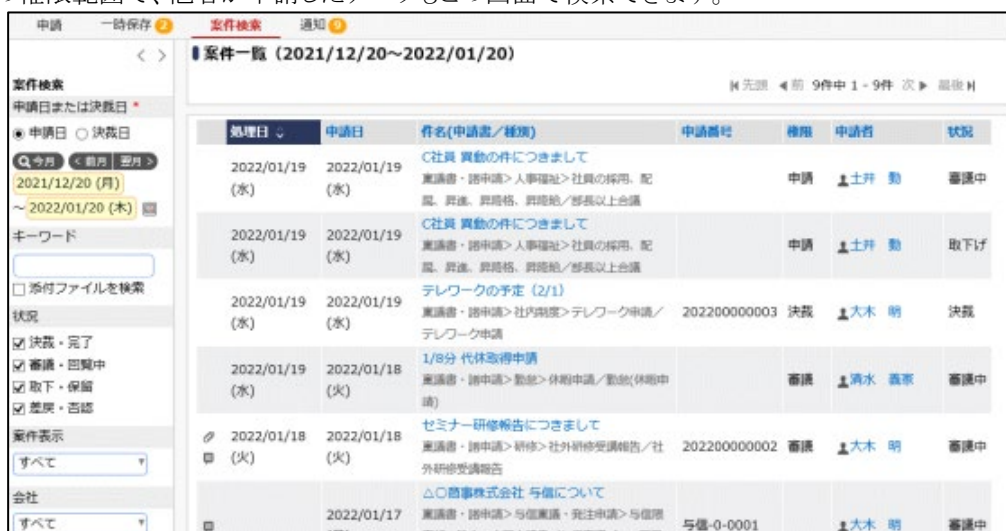 権限範囲で、他者が申請したデータもこの画面で検索できます。
申請 一時保存 2 案件検索 通知
< >
案件一覧（2021/12/20～2022/01/20）
先頭 前 9件中 1 - 9件 次 最後
案件検索
申請日または決裁日 *
申請日 決裁日
今月 < 前月 翌月 >
2021/12/20 (月)
～ 2022/01/20 (木)
キーワード
添付ファイルを検索
状況
決裁・完了
審議・回覧中
取下・保留
差戻・否認
案件表示
すべて
会社
すべて
処理日 申請日 件名(申請書／種別) 申請番号 権限 申請者 状況
2022/01/19 (水) 2022/01/19 (水) C社員 異動の件につきまして
稟議書・諸申請＞人事福祉＞社員の採用、配
属、昇進、昇格、昇降給／部長以上合議
申請 土井 勤 審議中
2022/01/19 (水) 2022/01/19 (水) C社員 異動の件につきまして
稟議書・諸申請＞人事福祉＞社員の採用、配
属、昇進、昇格、昇降給／部長以上合議
申請 土井 勤 取下げ
2022/01/19 (水) 2022/01/19 (水) テレワークの予定（2/1）
稟議書・諸申請＞社内制度＞テレワーク申請／
テレワーク申請
202200000003 決裁 大木 明 決裁
2022/01/19 (水) 2022/01/18 (火) 1/8分 代休取得申請
稟議書・諸申請＞勤怠＞休暇申請／勤怠(休暇申
請)
審議 清水 審議中
2022/01/18 (火) 2022/01/18 (火) セミナー研修報告につきまして
稟議書・諸申請＞研修＞社外研修受講報告／社
外研修受講報告
202200000002 審議 大木 明 審議中
2022/01/17 △〇商事株式会社 与信について
稟議書・諸申請＞与信稟議・発注申請＞与信限
与信-0-0001 大木 明 審議中